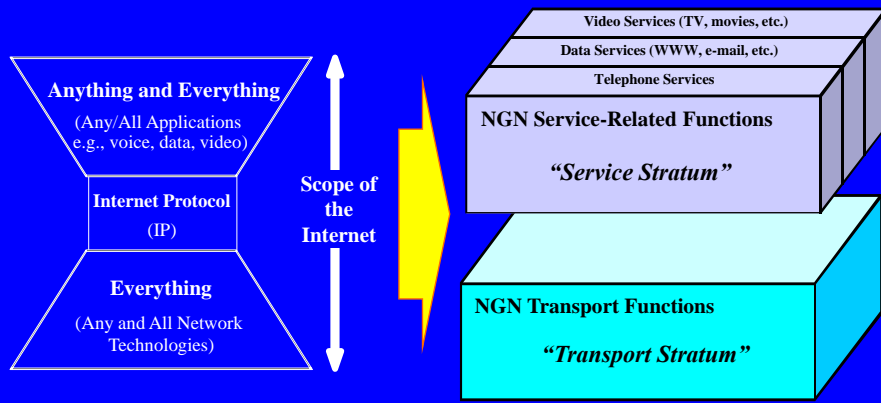 Anything and Everything
(Any/All Applications
e.g., voice, data, video)
Internet Protocol
(IP)
Everything
(Any and All Network
Technologies)
Scope of
the
Internet
Video Services (TV, movies, etc.)
Data Services (WWW, e-mail, etc.)
Telephone Services
NGN Service-Related Functions
“Service Stratum”
NGN Transport Functions
“Transport Stratum”